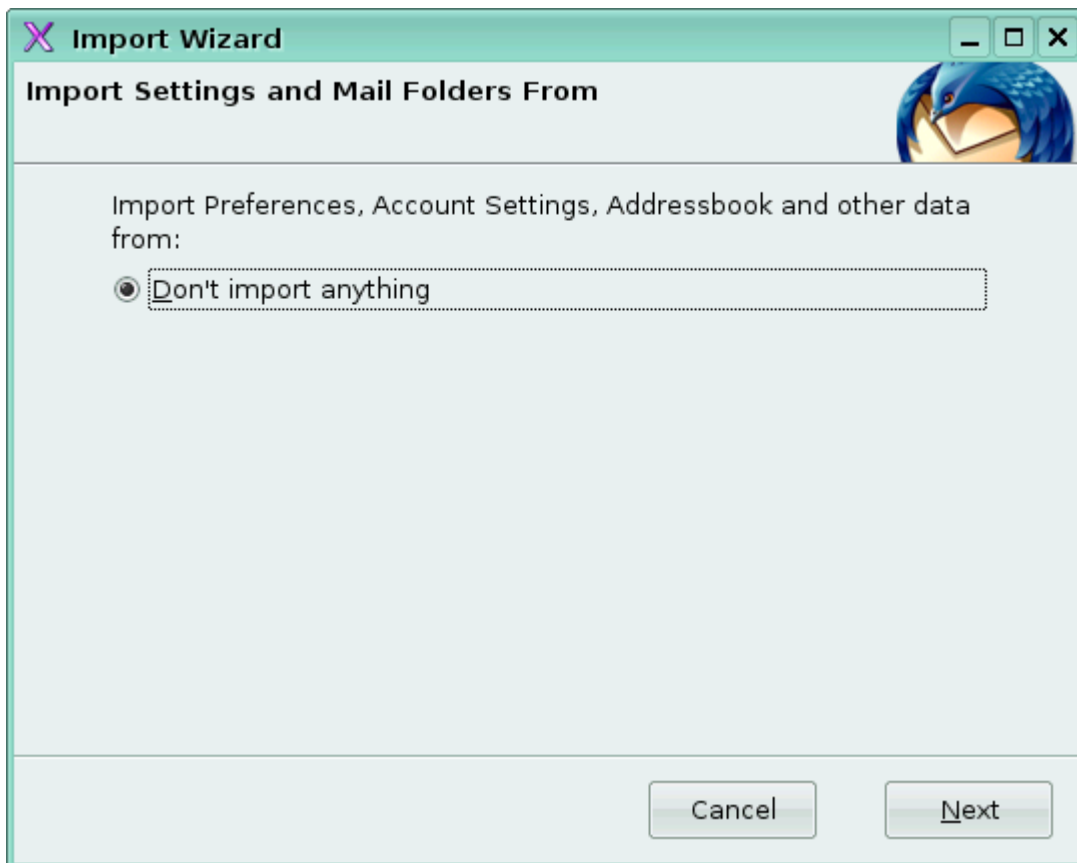 Import Wizard
Import Settings and Mail Folders From
Import Preferences, Account Settings, Addressbook and other data
from:
Don't import anything
Cancel Next